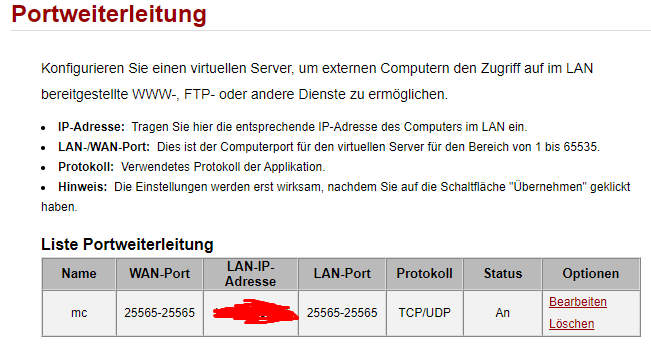 Portweiterleitung
Konfigurieren Sie einen virtuellen Server, um externen Computern den Zugriff auf im LAN
bereitgestellte WWW-, FTP- oder andere Dienste zu ermöglichen.
• IP-Adresse: Tragen Sie hier die entsprechende IP-Adresse des Computers im LAN ein.
• LAN-/WAN-Port: Dies ist der Computerport für den virtuellen Server für den Bereich von 1 bis 65535.
• Protokoll: Verwendetes Protokoll der Applikation.
• Hinweis: Die Einstellungen werden erst wirksam, nachdem Sie auf die Schaltfläche "Übernehmen" geklickt
haben.
Liste Portweiterleitung
Name WAN-Port LAN-IP-Adresse LAN-Port Protokoll Status Optionen
mc 25565-25565 25565-25565 TCP/UDP An Bearbeiten
Löschen